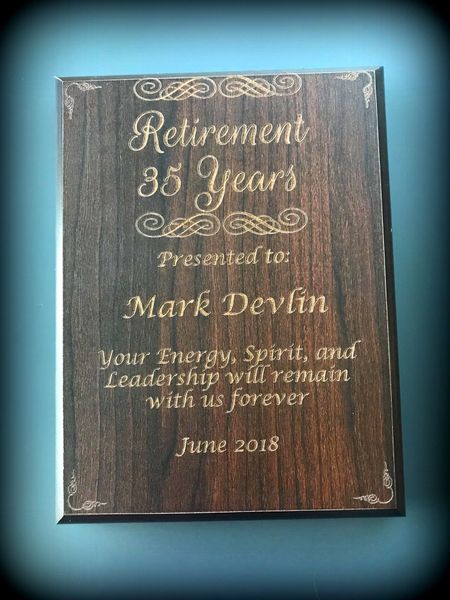 Retirement
35 Years
Presented to:
Mark Devlin
Your Energy, Spirit, and
Leadership will remain
with us forever
June 2018